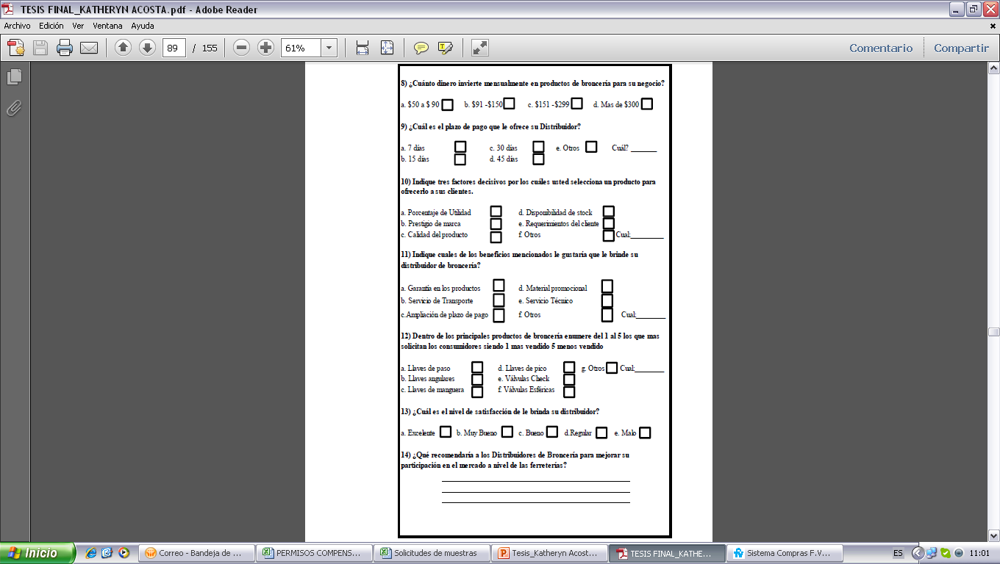 TESIS FINAL_KATHERYN ACOSTA.pdf - Adobe Reader
Archivo Edición Ver Ventana Ayuda
89 / 155 61% Comentario Compartir
8) ¿Cuánto dinero invierte mensualmente en productos de broncería para su negocio?
a. $50 a $ 90 b. $91 -$150 c. $151 -$299 d. Mas de $300
9) ¿Cuál es el plazo de pago que le ofrece su Distribuidor?
a. 7 días c. 30 días e. Otros Cuál? _______
b. 15 días d. 45 días
10) Indique tres factores decisivos por los cuáles usted selecciona un producto para
ofrecerlo a sus clientes.
a. Porcentaje de Utilidad d. Disponibilidad de stock
b. Prestigio de marca e. Requerimientos del cliente
c. Calidad del producto f. Otros Cual:_________
11) Indique cuales de los beneficios mencionados le gustaría que le brinde su
distribuidor de broncería?
a. Garantía en los productos d. Material promocional
b. Servicio de Transporte e. Servicio Técnico
c.Ampliación de plazo de pago f. Otros Cual:________
12) Dentro de los principales productos de broncería enumere del 1 al 5 los que mas
solicitan los consumidores siendo 1 mas vendido 5 menos vendido
a. Llaves de paso d. Llaves de pico g. Otros Cual:________
b. Llaves angulares e. Válvulas Check
c. Llaves de manguera f. Válvulas Esféricas
13) ¿Cuál es el nivel de satisfacción de le brinda su distribuidor?
a. Excelente b. Muy Bueno c. Bueno d.Regular e. Malo
14) ¿Qué recomendaría a los Distribuidores de Broncería para mejorar su
participación en el mercado a nivel de las ferreterías?
Inicio Correo - Bandeja de ... PERMISOS COMPENS... Solicitudes de muestras Tesis_Katheryn Acost... TESIS FINAL_KATHE... Sistema Compras F.V... ES 11:01